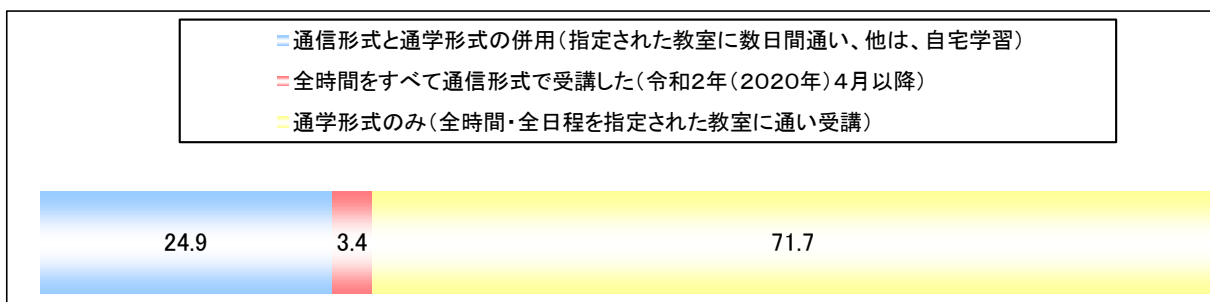 通信形式と通学形式の併用（指定された教室に数日間通い、他は、自宅学習）
全時間をすべて通信形式で受講した（令和2年（2020年）4月以降）
通学形式のみ（全時間・全日程を指定された教室に通い受講）
24.9 3.4 71.7